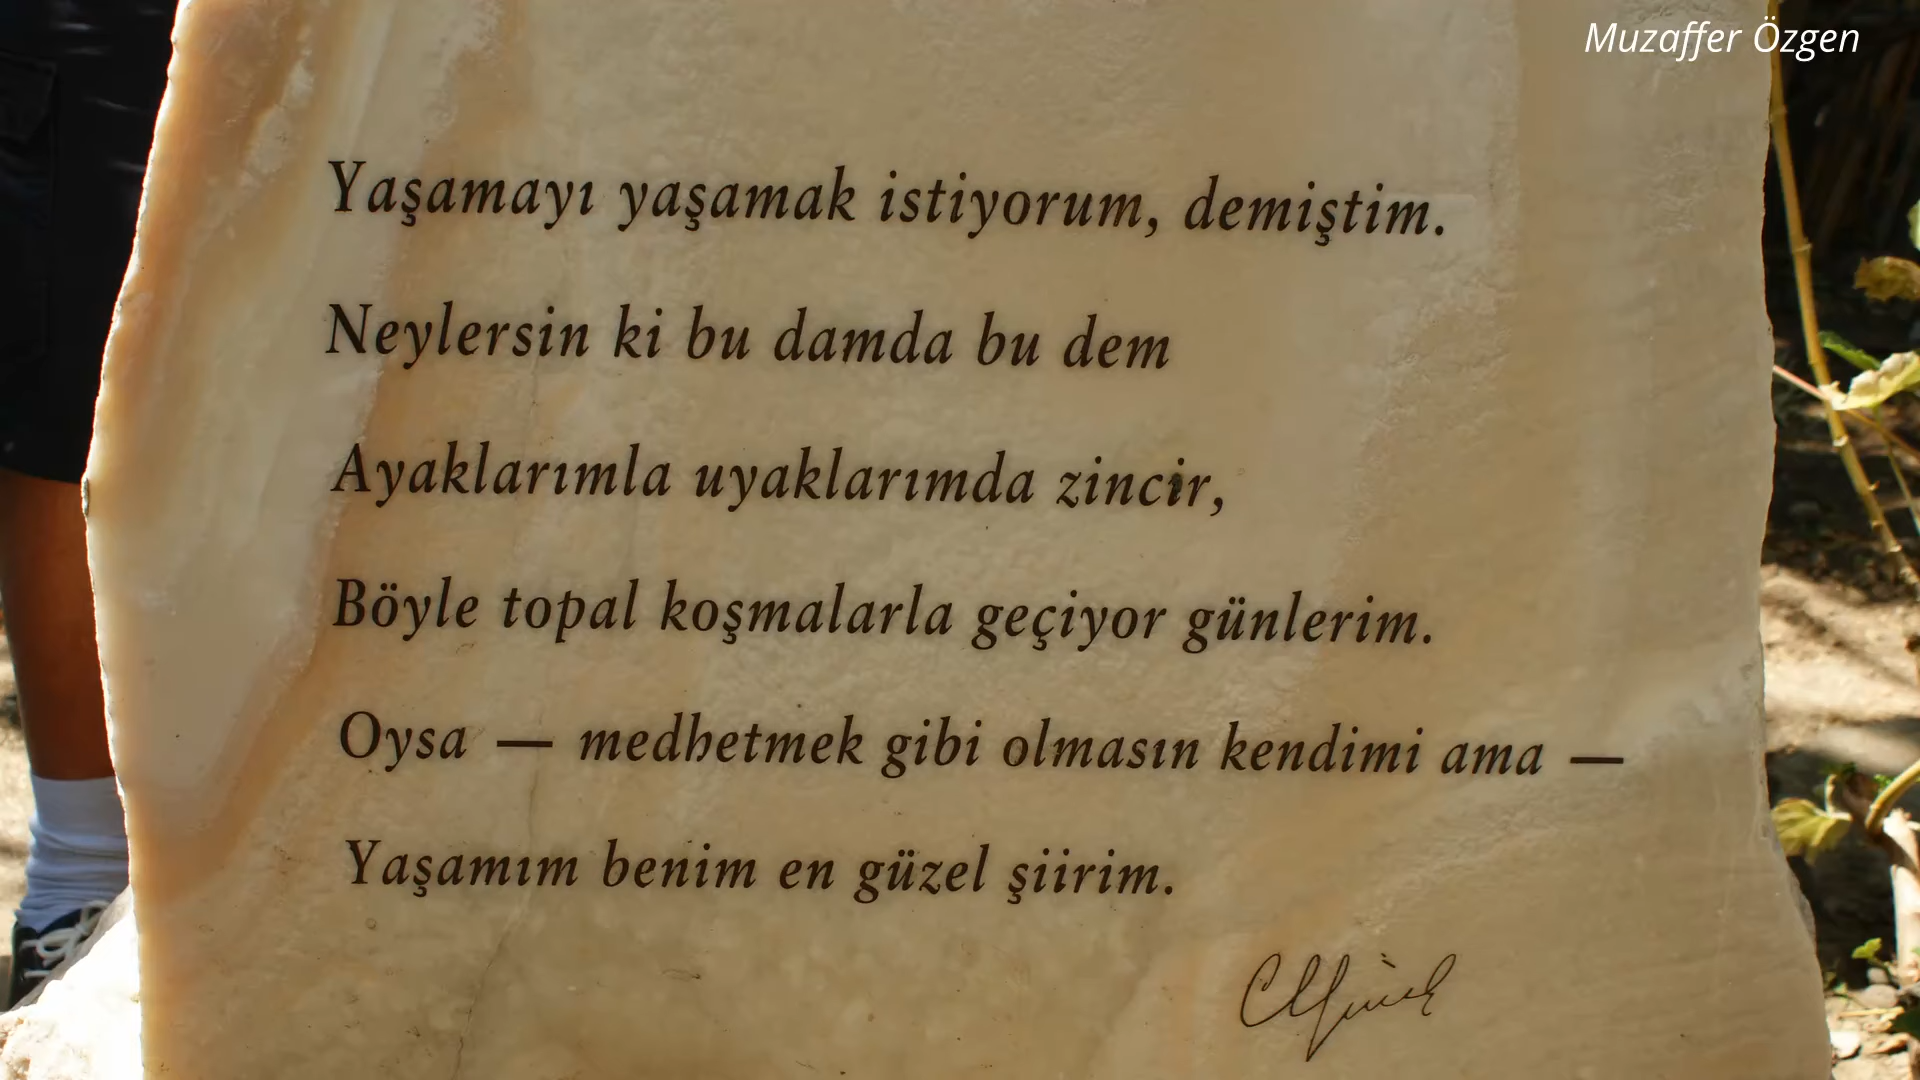 Muzaffer Özgen
Yaşamayı yaşamak istiyorum, demiştim.
Neylersin ki bu damda bu dem
Ayaklarımla uyaklarımda zincir,
Böyle topal koşmalarla geçiyor günlerim.
Oysa — medhetmek gibi olmasın kendimi ama —
Yaşamım benim en güzel şiirim.